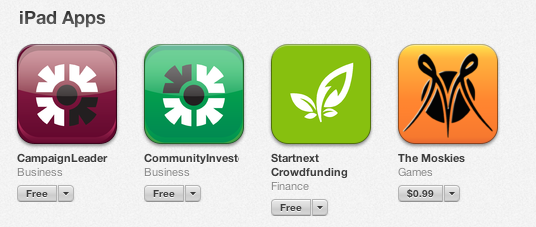 iPad Apps
CampaignLeader
Business
Free
CommunityInvest
Business
Free
Startnext
Crowdfunding
Finance
Free
The Moskies
Games
$0.99